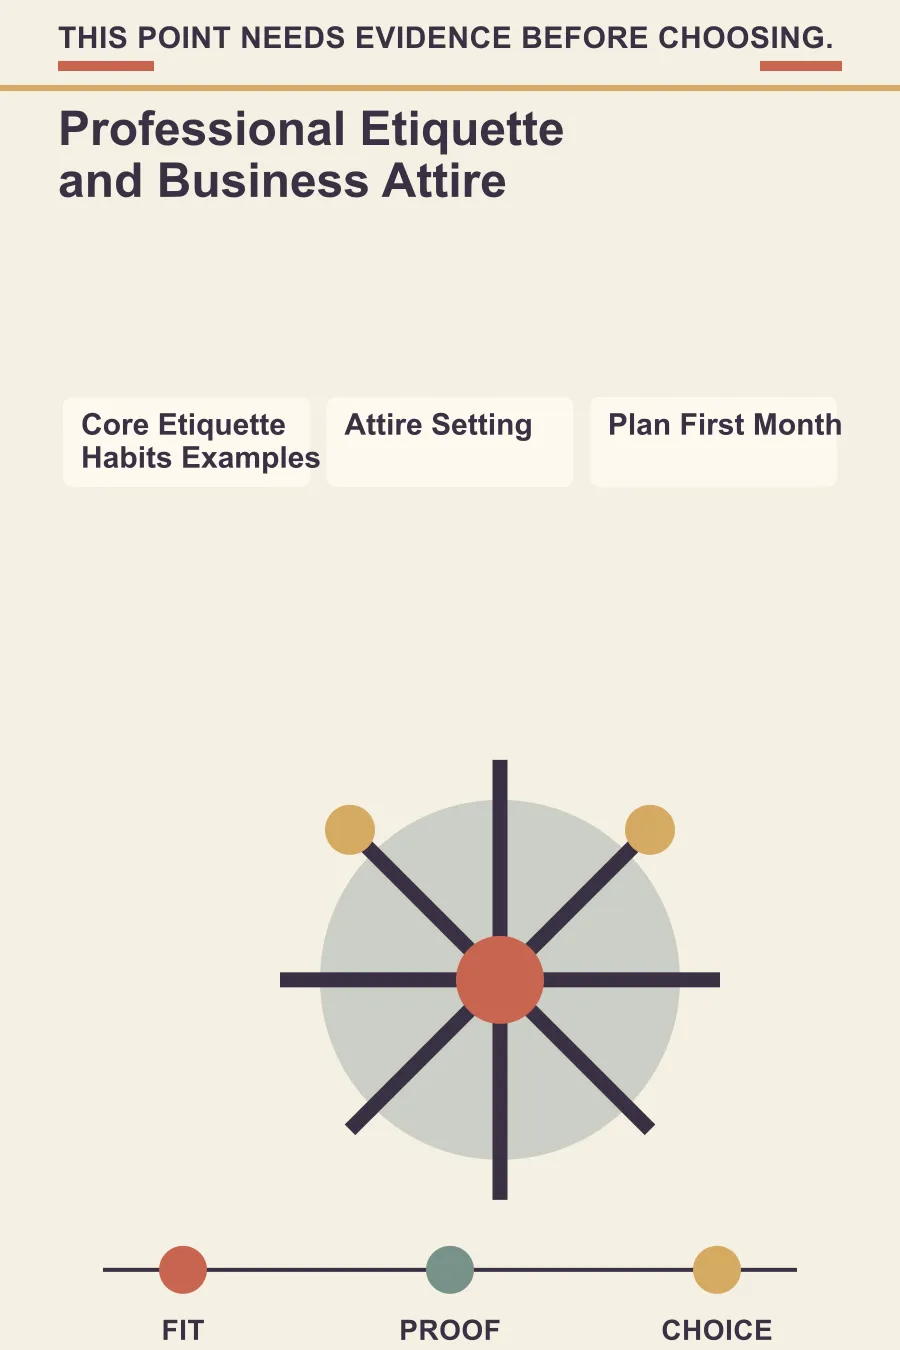 THIS POINT NEEDS EVIDENCE BEFORE CHOOSING.
Professional Etiquette
and Business Attire
Core Etiquette
Habits Examples
Attire Setting
Plan First Month
FIT
PROOF
CHOICE